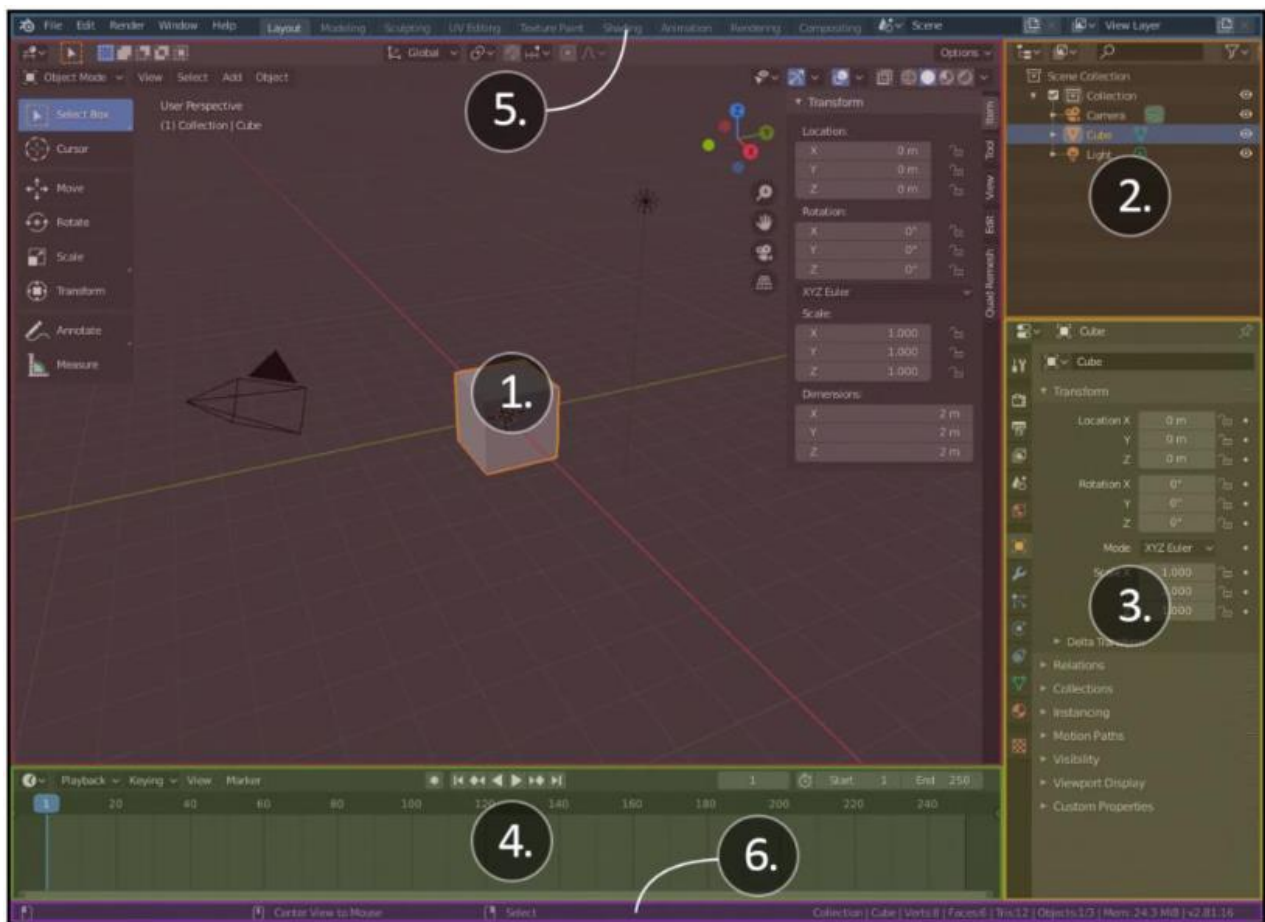 File Edit Render Window Help Layout Modeling Sculpting UV Editing Texture Paint Shading Animation Rendering Compositing Scene View Layer
Global Options
Object Mode View Select Add Object
Select Box
Cursor
Move
Rotate
Scale
Transform
Annotate
Measure
User Perspective
(1) Collection | Cube
5.
1.
Z
Y
X
Transform
Location:
X 0 m
Y 0 m
Z 0 m
Rotation:
X 0°
Y 0°
Z 0°
XYZ Euler
Scale:
X 1.000
Y 1.000
Z 1.000
Dimensions:
X 2 m
Y 2 m
Z 2 m
Item
Tool
View
Edit
Quad Remesh
Scene Collection
Collection
Camera
Cube
Light
2.
Cube
Cube
Transform
Location X 0 m
Y 0 m
Z 0 m
Rotation X 0°
Y 0°
Z 0°
Mode XYZ Euler
1.000
.000
.000
3.
Delta
Relations
Collections
Instancing
Motion Paths
Visibility
Viewport Display
Custom Properties
Playback Keying View Marker 1 Start 1 End 250
1 20 40 60 80 100 120 140 160 180 200 220 240
4.
6.
Center View to Mouse Select Collection | Cube | Verts:8 | Faces:6 | Tris:12 | Objects:1/3 | Mem: 24.3 MiB | v2.81.16